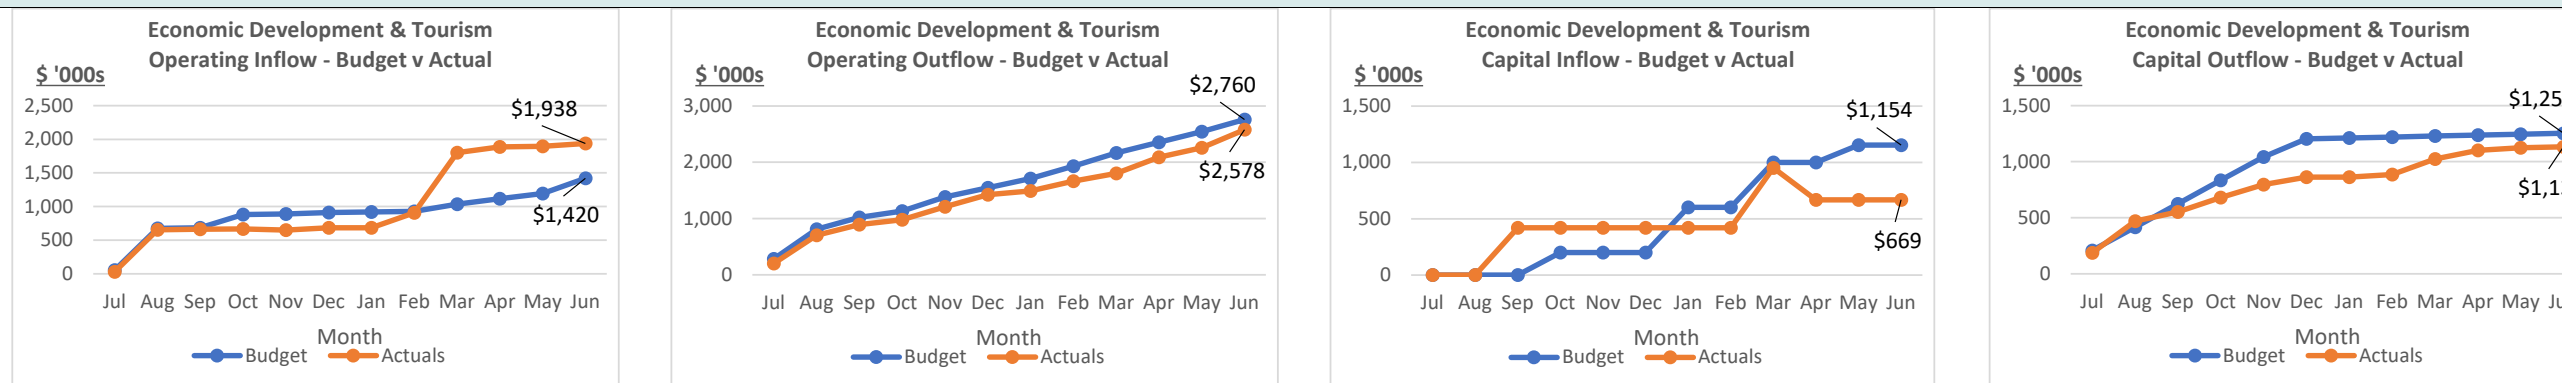 Economic Development & Tourism
Operating Inflow - Budget v Actual
$ '000s
2,500
2,000
1,500
1,000
500
0
$1,938
$1,420
Jul Aug Sep Oct Nov Dec Jan Feb Mar Apr May Jun
Month
Budget Actuals
Economic Development & Tourism
Operating Outflow - Budget v Actual
$ '000s
3,000
2,000
1,000
0
$2,760
$2,578
Jul Aug Sep Oct Nov Dec Jan Feb Mar Apr May Jun
Month
Budget Actuals
Economic Development & Tourism
Capital Inflow - Budget v Actual
$ '000s
1,500
1,000
500
0
$1,154
$669
Jul Aug Sep Oct Nov Dec Jan Feb Mar Apr May Jun
Month
Budget Actuals
Economic Development & Tourism
Capital Outflow - Budget v Actual
$ '000s
1,500
1,000
500
0
Jul Aug Sep Oct Nov Dec Jan Feb Mar Apr May
Month
Budget Actuals